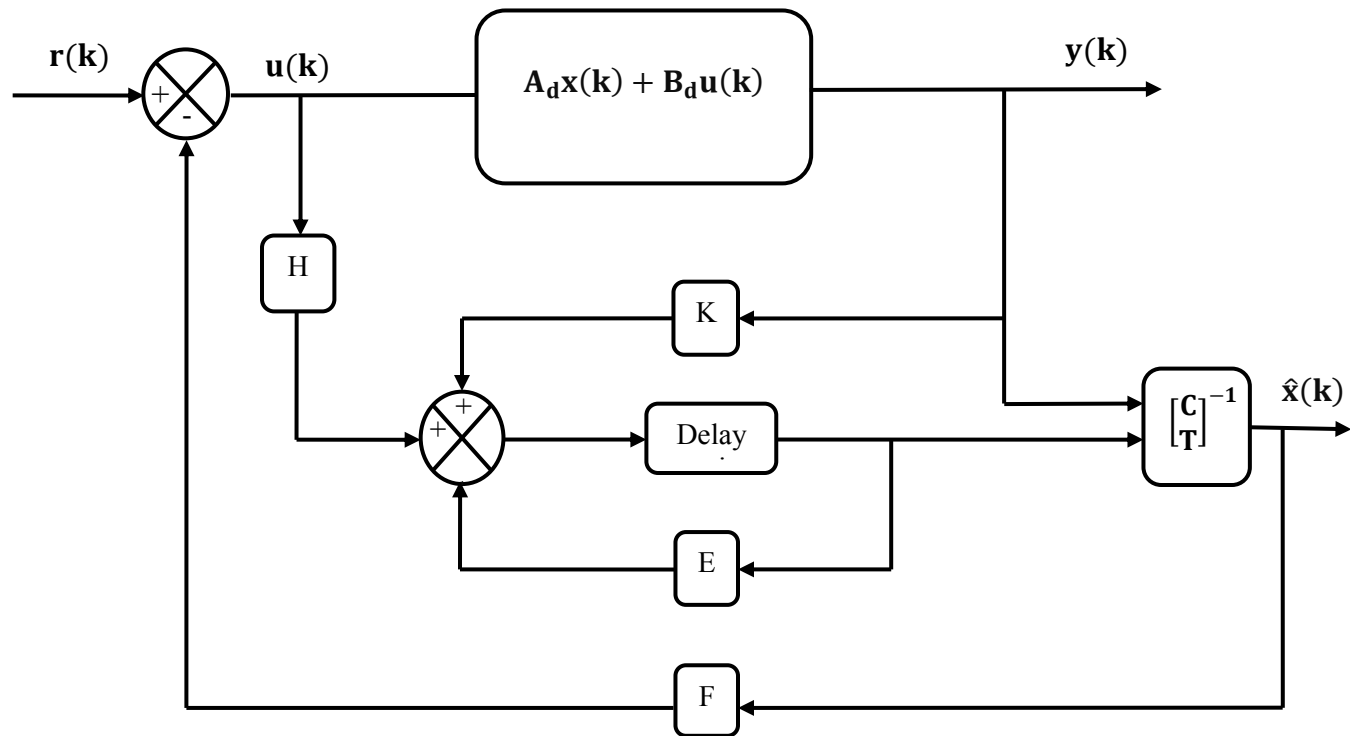 r(k)
u(k)
A_d x(k) + B_d u(k)
y(k)
+
-
H
K
+
+
Delay
[C
T]⁻¹
x̂(k)
E
F